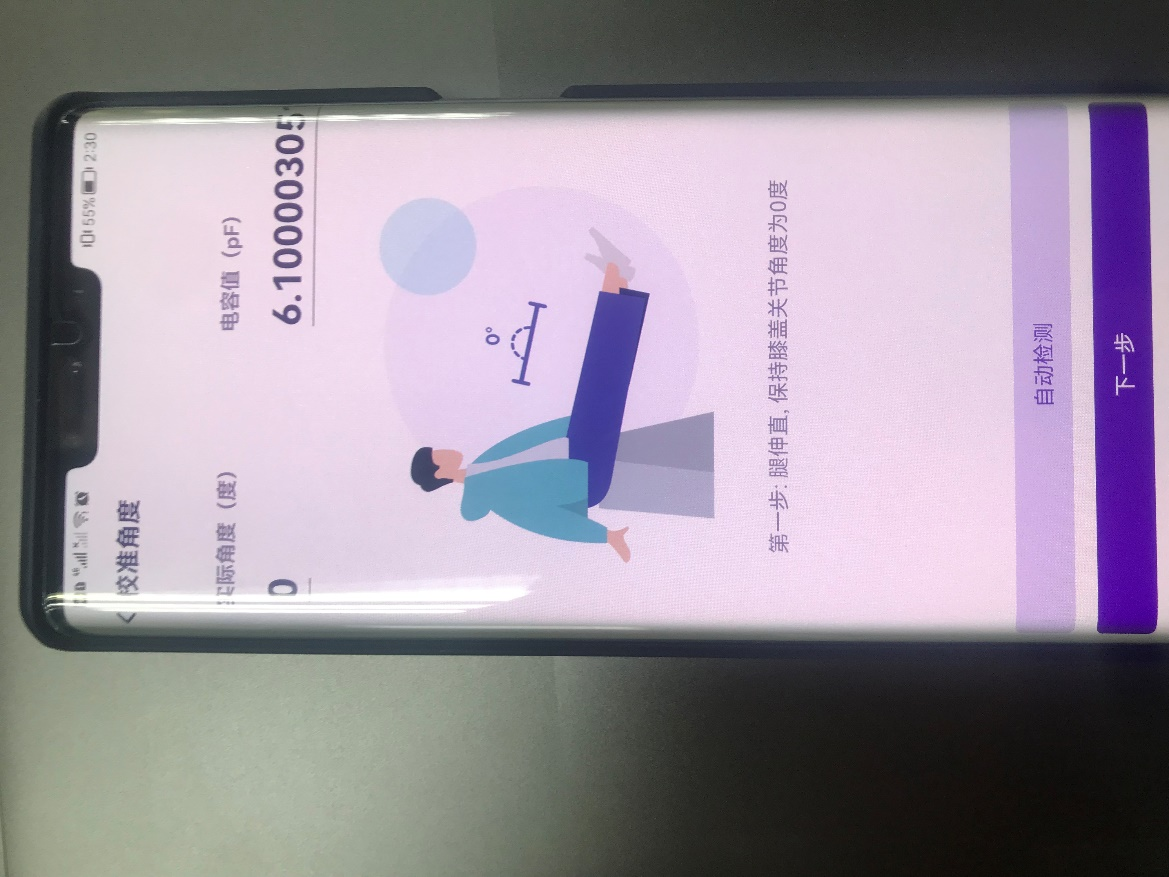 55% 2:30
校准角度
实际角度（度）
电容值（pF）
0
6.10000305
0°
第一步：腿伸直，保持膝盖关节角度为0度
自动检测
下一步